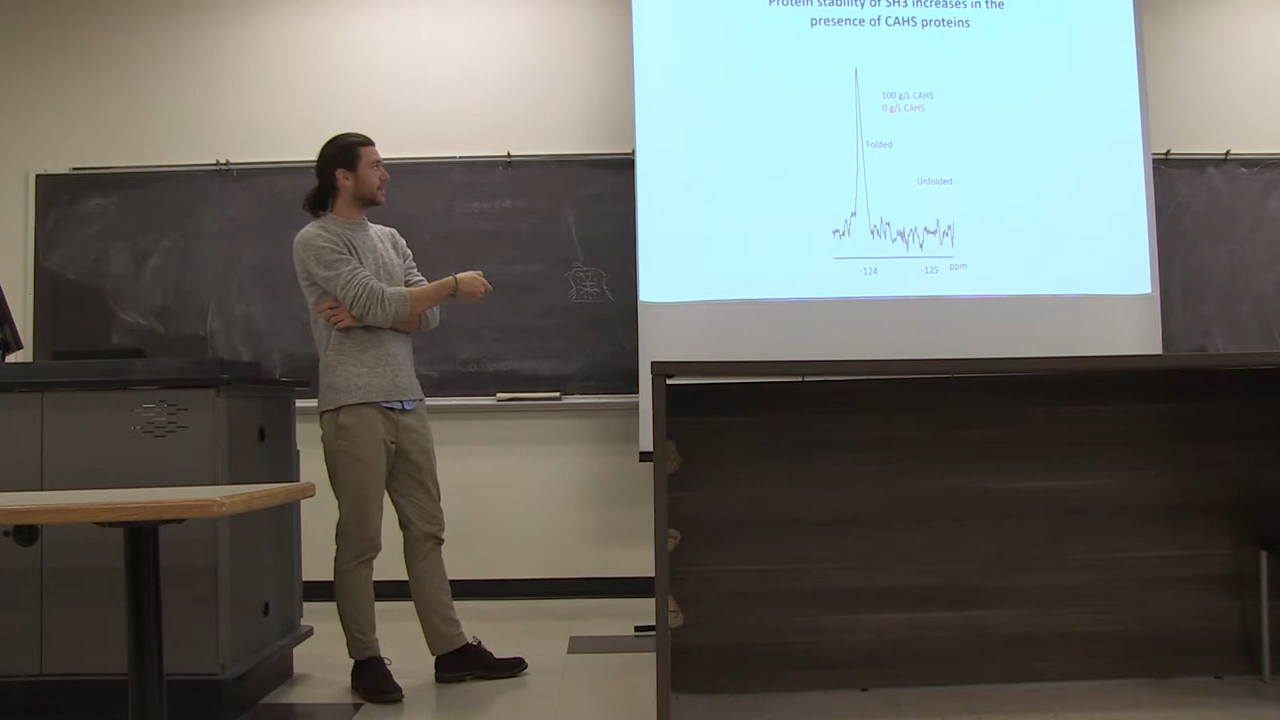 Protein stability of SH3 increases in the
presence of CAHS proteins
100 g/L CAHS
0 g/L CAHS
Folded
Unfolded
-124
-125
ppm